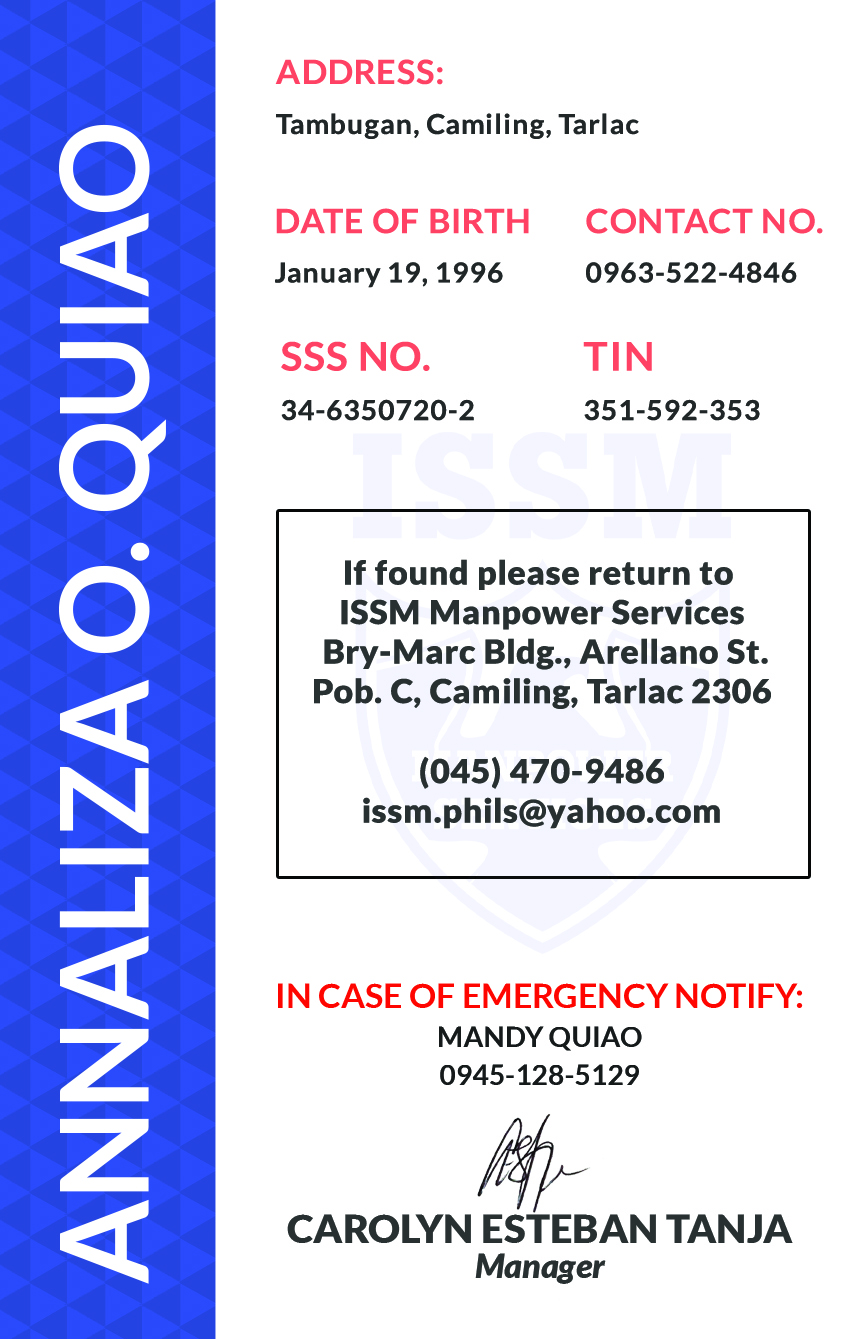 ANNALIZA O. QUIAO
ADDRESS:
Tambugan, Camiling, Tarlac
DATE OF BIRTH
January 19, 1996
CONTACT NO.
0963-522-4846
SSS NO.
34-6350720-2
TIN
351-592-353
ISSM
If found please return to
ISSM Manpower Services
Bry-Marc Bldg., Arellano St.
Pob. C, Camiling, Tarlac 2306
(045) 470-9486
issm.phils@yahoo.com
IN CASE OF EMERGENCY NOTIFY:
MANDY QUIAO
0945-128-5129
CAROLYN ESTEBAN TANJA
Manager